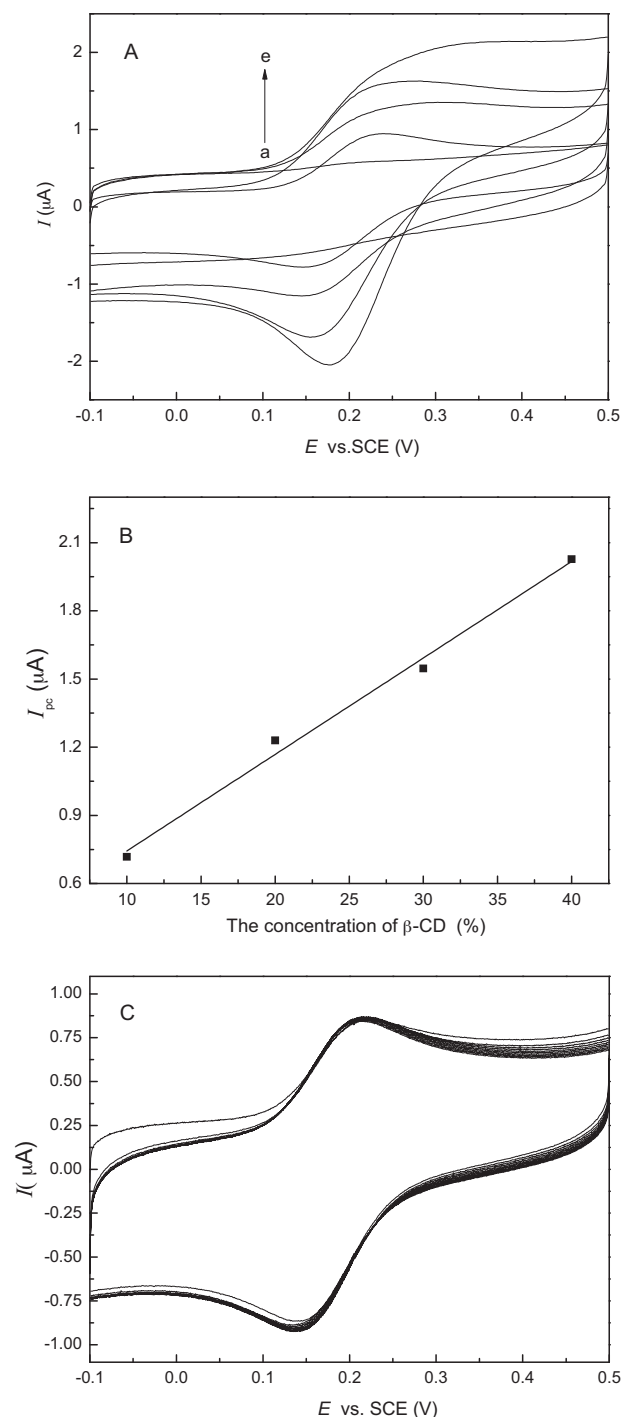 A
e
a
2
1
0
-1
-2
I (μA)
-0.1 0.0 0.1 0.2 0.3 0.4 0.5
E vs.SCE (V)
B
2.1
1.8
1.5
1.2
0.9
0.6
Ipc (μA)
10 15 20 25 30 35 40
The concentration of β-CD (%)
C
1.00
0.75
0.50
0.25
0.00
-0.25
-0.50
-0.75
-1.00
I( μA)
-0.1 0.0 0.1 0.2 0.3 0.4 0.5
E vs. SCE (V)